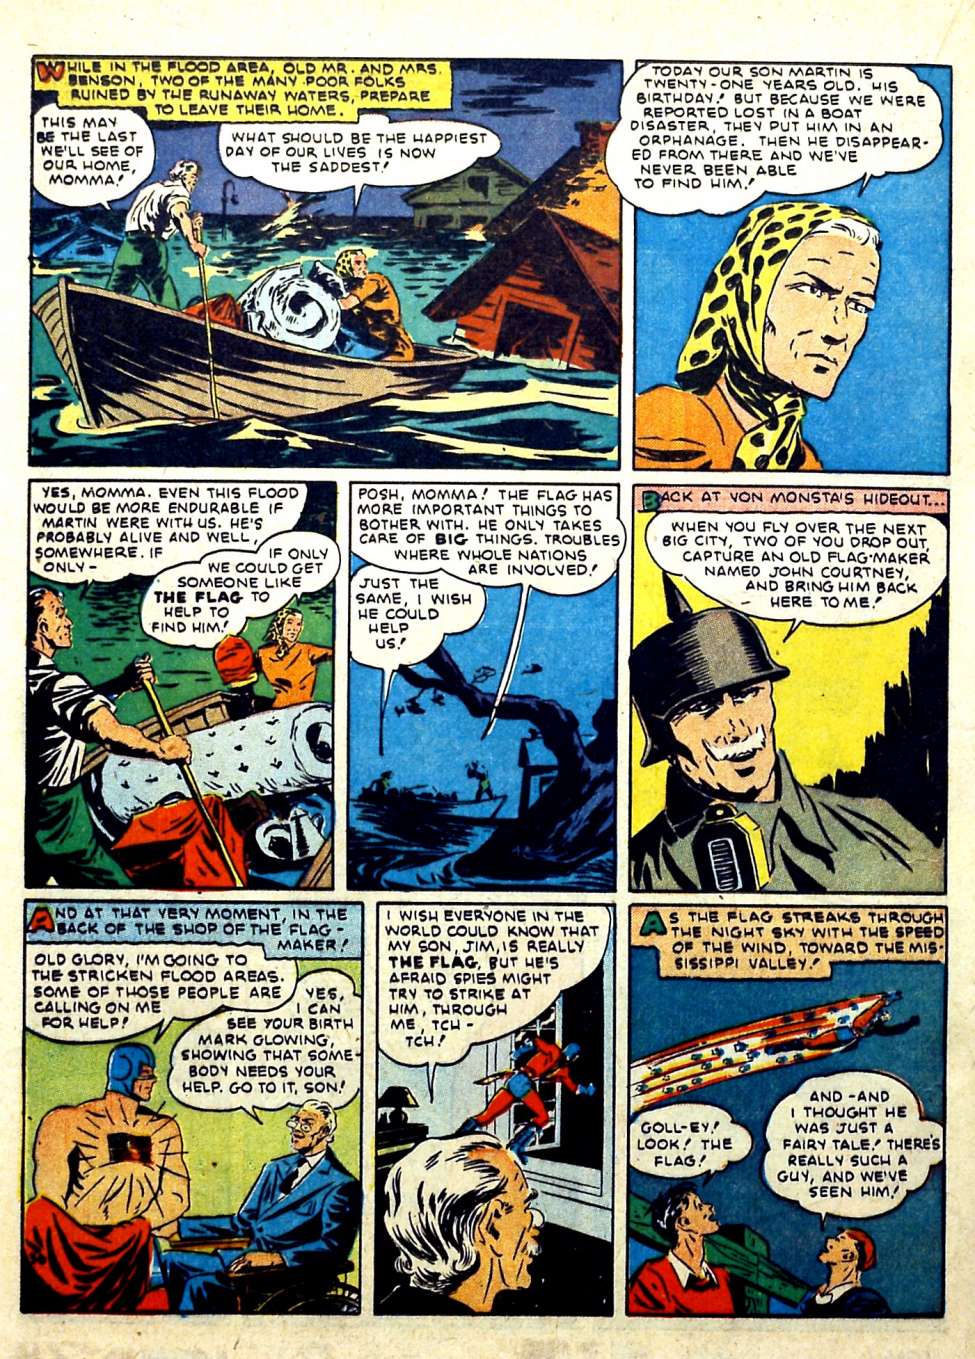 WHILE IN THE FLOOD AREA, OLD MR. AND MRS.
BENSON, TWO OF THE MANY POOR FOLKS
RUINED BY THE RUNAWAY WATERS, PREPARE
TO LEAVE THEIR HOME.
THIS MAY
BE THE LAST
WE'LL SEE OF
OUR HOME,
MOMMA!
WHAT SHOULD BE THE HAPPIEST
DAY OF OUR LIVES IS NOW
THE SADDEST!
TODAY OUR SON MARTIN IS
TWENTY-ONE YEARS OLD. HIS
BIRTHDAY! BUT BECAUSE WE WERE
REPORTED LOST IN A BOAT
DISASTER, THEY PUT HIM IN AN
ORPHANAGE. THEN HE DISAPPEAR-
ED FROM THERE AND WE'VE
NEVER BEEN ABLE
TO FIND HIM!
YES, MOMMA. EVEN THIS FLOOD
WOULD BE MORE ENDURABLE IF
MARTIN WERE WITH US. HE'S
PROBABLY ALIVE AND WELL,
SOMEWHERE. IF
ONLY-
IF ONLY
WE COULD GET
SOMEONE LIKE
THE FLAG TO
HELP TO
FIND HIM!
POSH, MOMMA! THE FLAG HAS
MORE IMPORTANT THINGS TO
BOTHER WITH. HE ONLY TAKES
CARE OF BIG THINGS. TROUBLES
WHERE WHOLE NATIONS
ARE INVOLVED!
JUST THE
SAME, I WISH
HE COULD
HELP
US!
BACK AT VON MONSTA'S HIDEOUT...
WHEN YOU FLY OVER THE NEXT
BIG CITY, TWO OF YOU DROP OUT,
CAPTURE AN OLD FLAG-MAKER
NAMED JOHN COURTNEY,
AND BRING HIM BACK
HERE TO ME!
AND AT THAT VERY MOMENT, IN THE
BACK OF THE SHOP OF THE FLAG-
MAKER!
OLD GLORY, I'M GOING TO
THE STRICKEN FLOOD AREAS.
SOME OF THOSE PEOPLE ARE
CALLING ON ME
FOR HELP!
YES,
I CAN
SEE YOUR BIRTH
MARK GLOWING,
SHOWING THAT SOME-
BODY NEEDS YOUR
HELP. GO TO IT, SON!
I WISH EVERYONE IN THE
WORLD COULD KNOW THAT
MY SON, JIM, IS REALLY
THE FLAG, BUT HE'S
AFRAID SPIES MIGHT
TRY TO STRIKE AT
HIM, THROUGH
ME, TCH-
TCH!
AS THE FLAG STREAKS THROUGH
THE NIGHT SKY WITH THE SPEED
OF THE WIND, TOWARD THE MIS-
SISSIPPI VALLEY!
GOLL-EY!
LOOK! THE
FLAG!
AND-AND
I THOUGHT HE
WAS JUST A
FAIRY TALE! THERE'S
REALLY SUCH A
GUY, AND WE'VE
SEEN HIM!